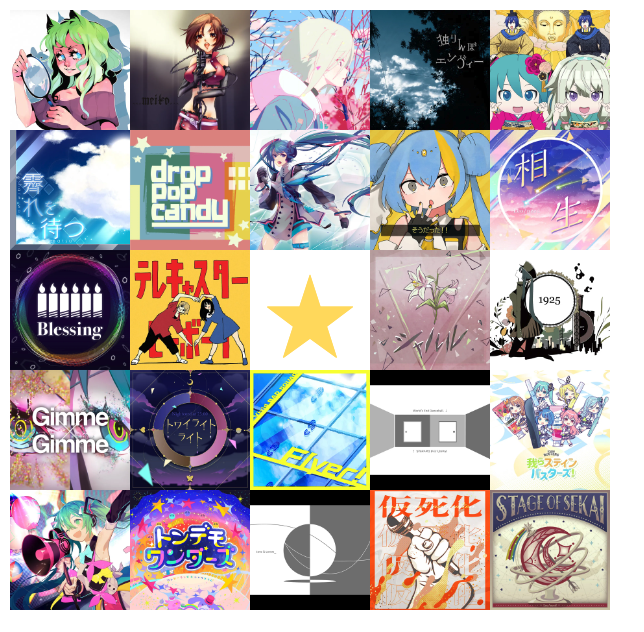 meiko
独りんぼ
エンヴィー
霽
れを
待つ
drop
pop
candy
そうだった!!
相
生
Blessing
テレキャスター
ビーボーイ
シャルル
1925
Gimme
Gimme
トワイライト
ライト
Flyer!
我らステイン
バスターズ!
トンデモ
ワンダーズ
仮死化
STAGE OF SEKAI